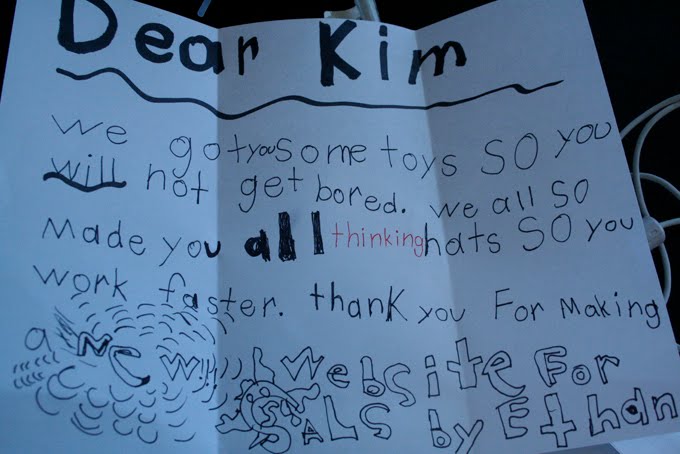 Dear Kim
We got you some toys SO you
will not get bored. we all SO
Made you all thinking hats SO you
work faster. thank you For Making
a New Website For
SALS by Ethan